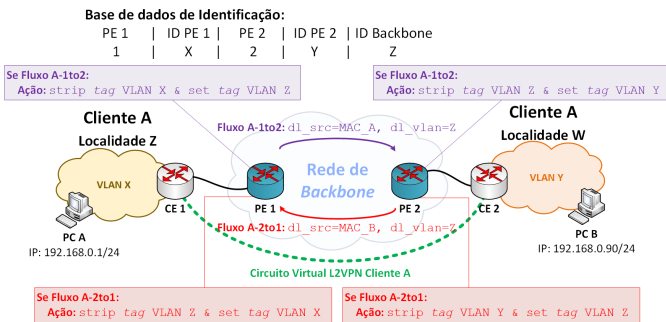 Base de dados de Identificação:
PE 1 | ID PE 1 | PE 2 | ID PE 2 | ID Backbone
1 | X | 2 | Y | Z
Se Fluxo A-1to2:
Ação: strip tag VLAN X & set tag VLAN Z
Se Fluxo A-1to2:
Ação: strip tag VLAN Z & set tag VLAN Y
Cliente A
Localidade Z
Fluxo A-1to2: dl_src=MAC_A, dl_vlan=Z
Cliente A
Localidade W
Rede de
Backbone
VLAN X
VLAN Y
CE 1
PE 1
PE 2
CE 2
Fluxo A-2to1: dl_src=MAC_B, dl_vlan=Z
PC A
IP: 192.168.0.1/24
PC B
IP: 192.168.0.90/24
Circuito Virtual L2VPN Cliente A
Se Fluxo A-2to1:
Ação: strip tag VLAN Z & set tag VLAN X
Se Fluxo A-2to1:
Ação: strip tag VLAN Y & set tag VLAN Z